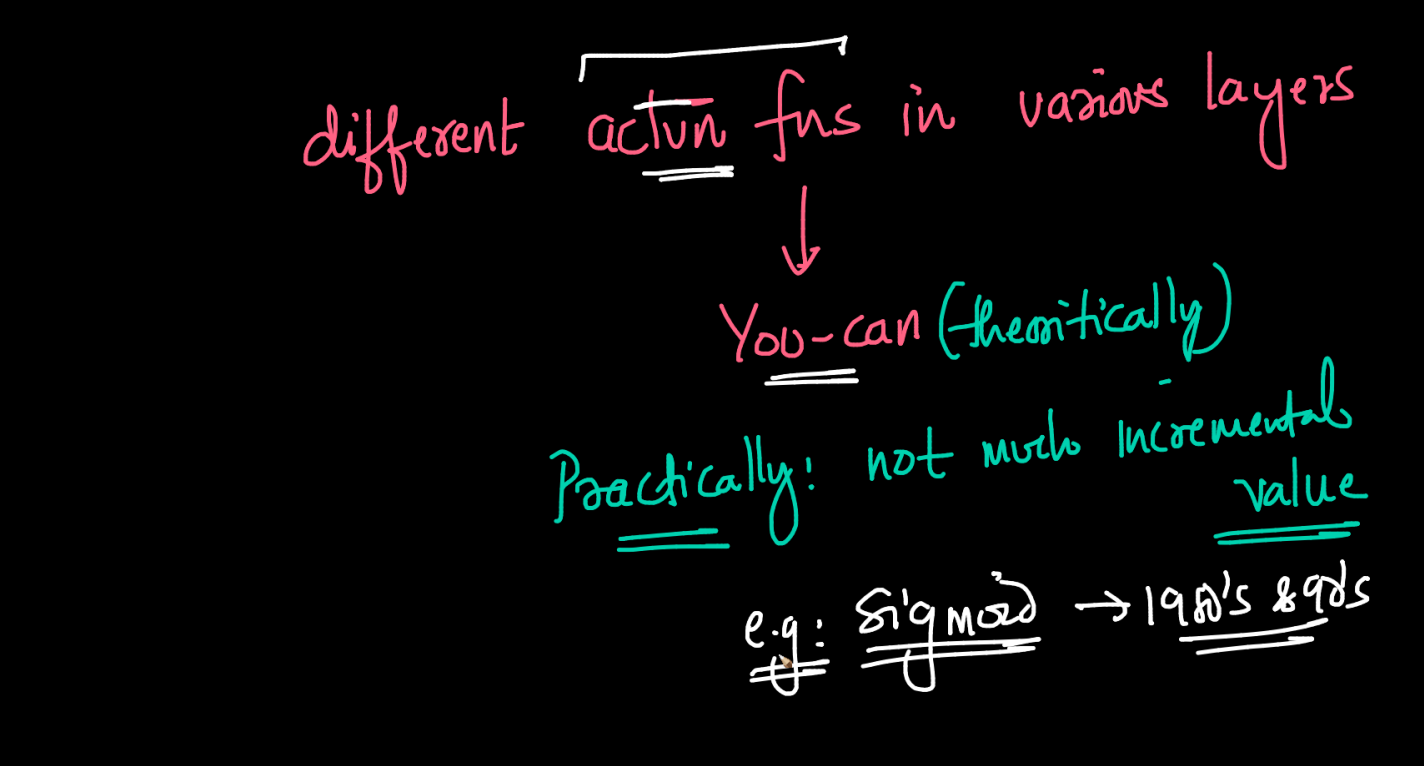 different actvn fns in various layers
You-can (theoritically)
Practically: not much incremental
value
e.g: Sigmoid → 1980's & 90's